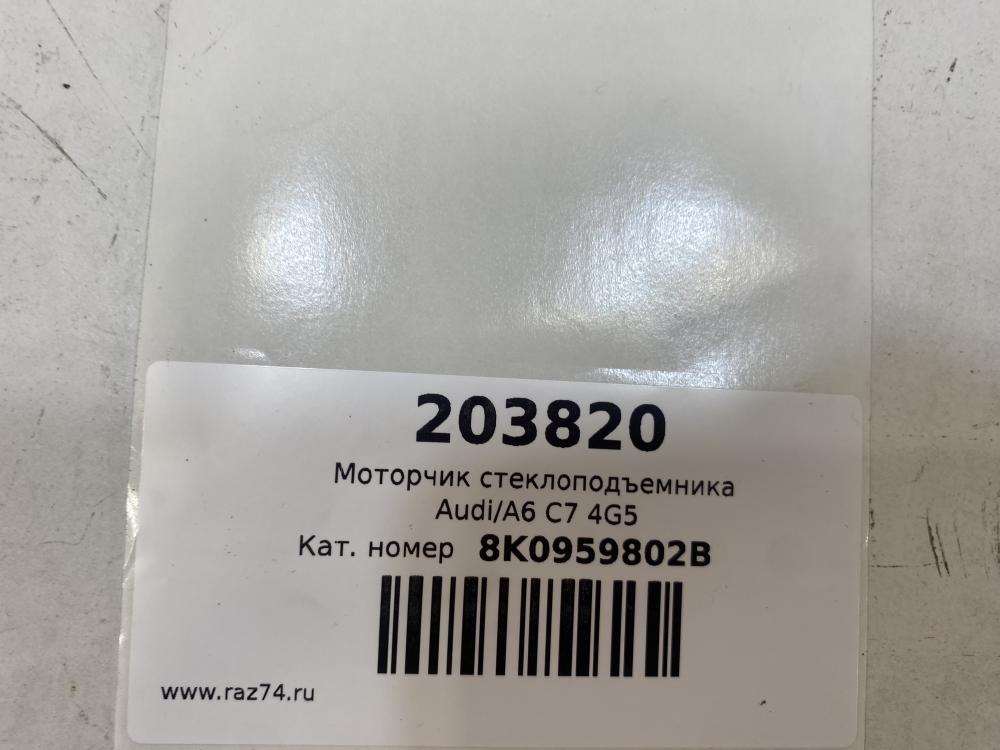 203820
Моторчик стеклоподъемника
Audi/A6 C7 4G5
Кат. номер 8K0959802B
www.raz74.ru